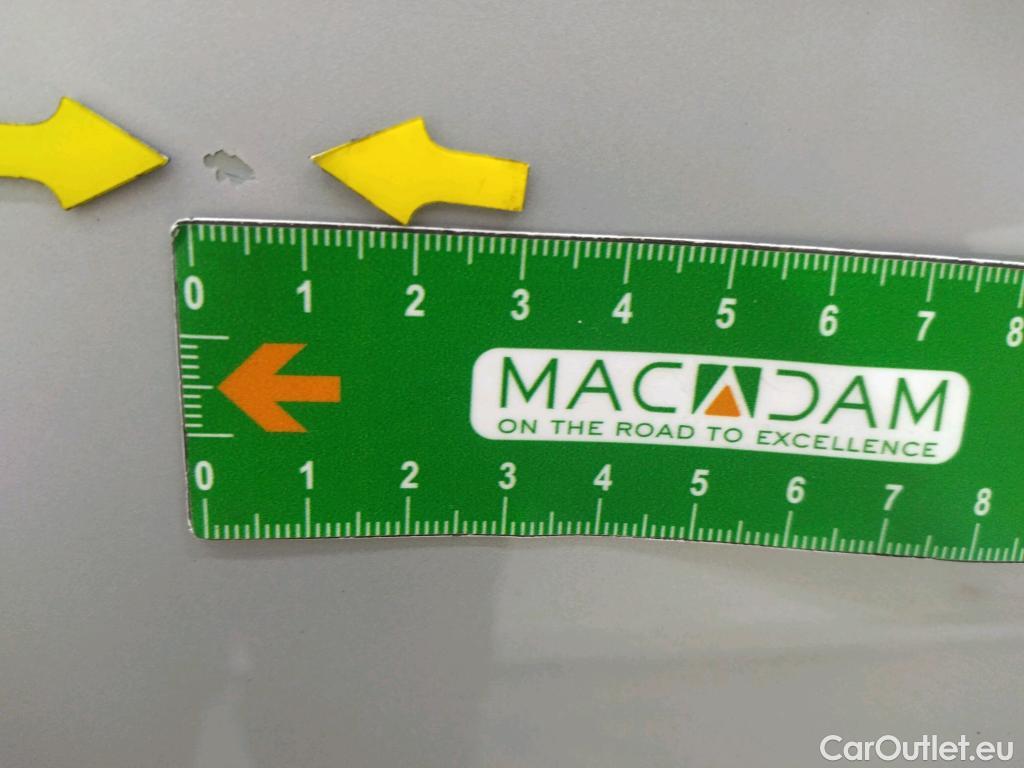 0 1 2 3 4 5 6 7 8
MACADAM
ON THE ROAD TO EXCELLENCE
0 1 2 3 4 5 6 7 8
CarOutlet.eu